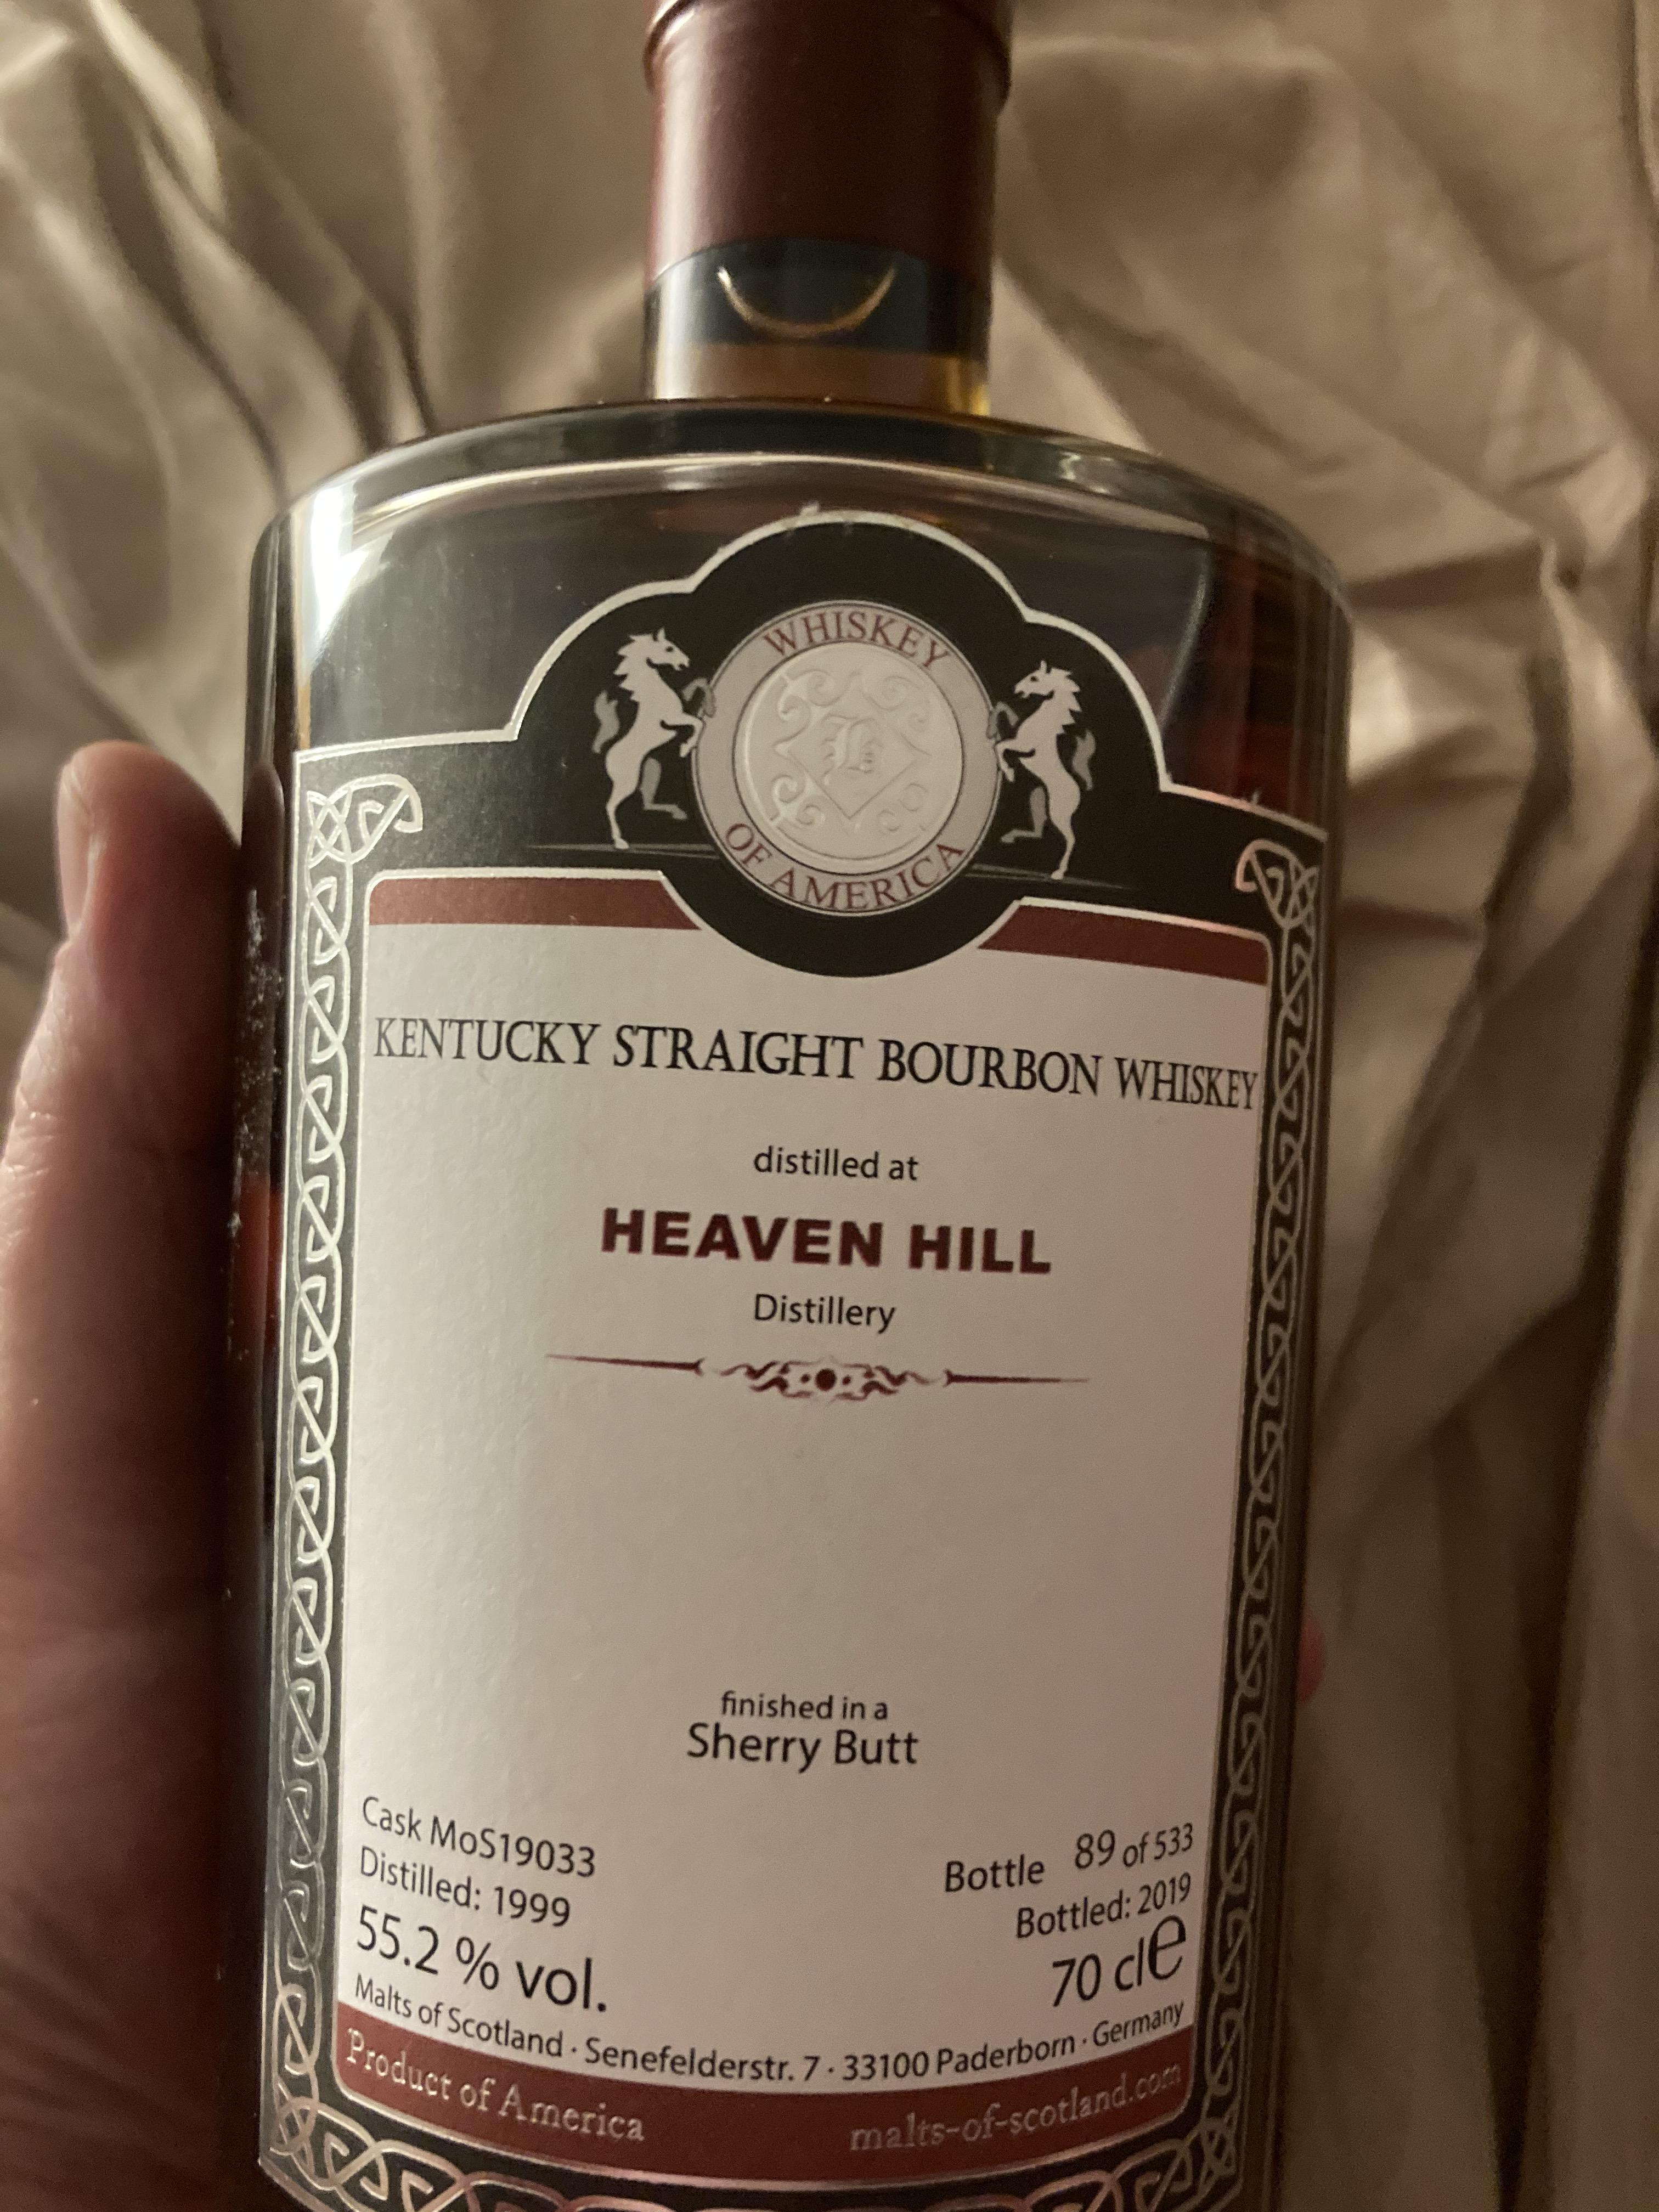 WHISKEY
OF AMERICA
KENTUCKY STRAIGHT BOURBON WHISKEY
distilled at
HEAVEN HILL
Distillery
finished in a
Sherry Butt
Cask MoS19033
Distilled: 1999
55.2 % vol.
Bottle 89 of 533
Bottled: 2019
70 cl e
Malts of Scotland · Senefelderstr. 7 · 33100 Paderborn · Germany
Product of America
malts-of-scotland.com